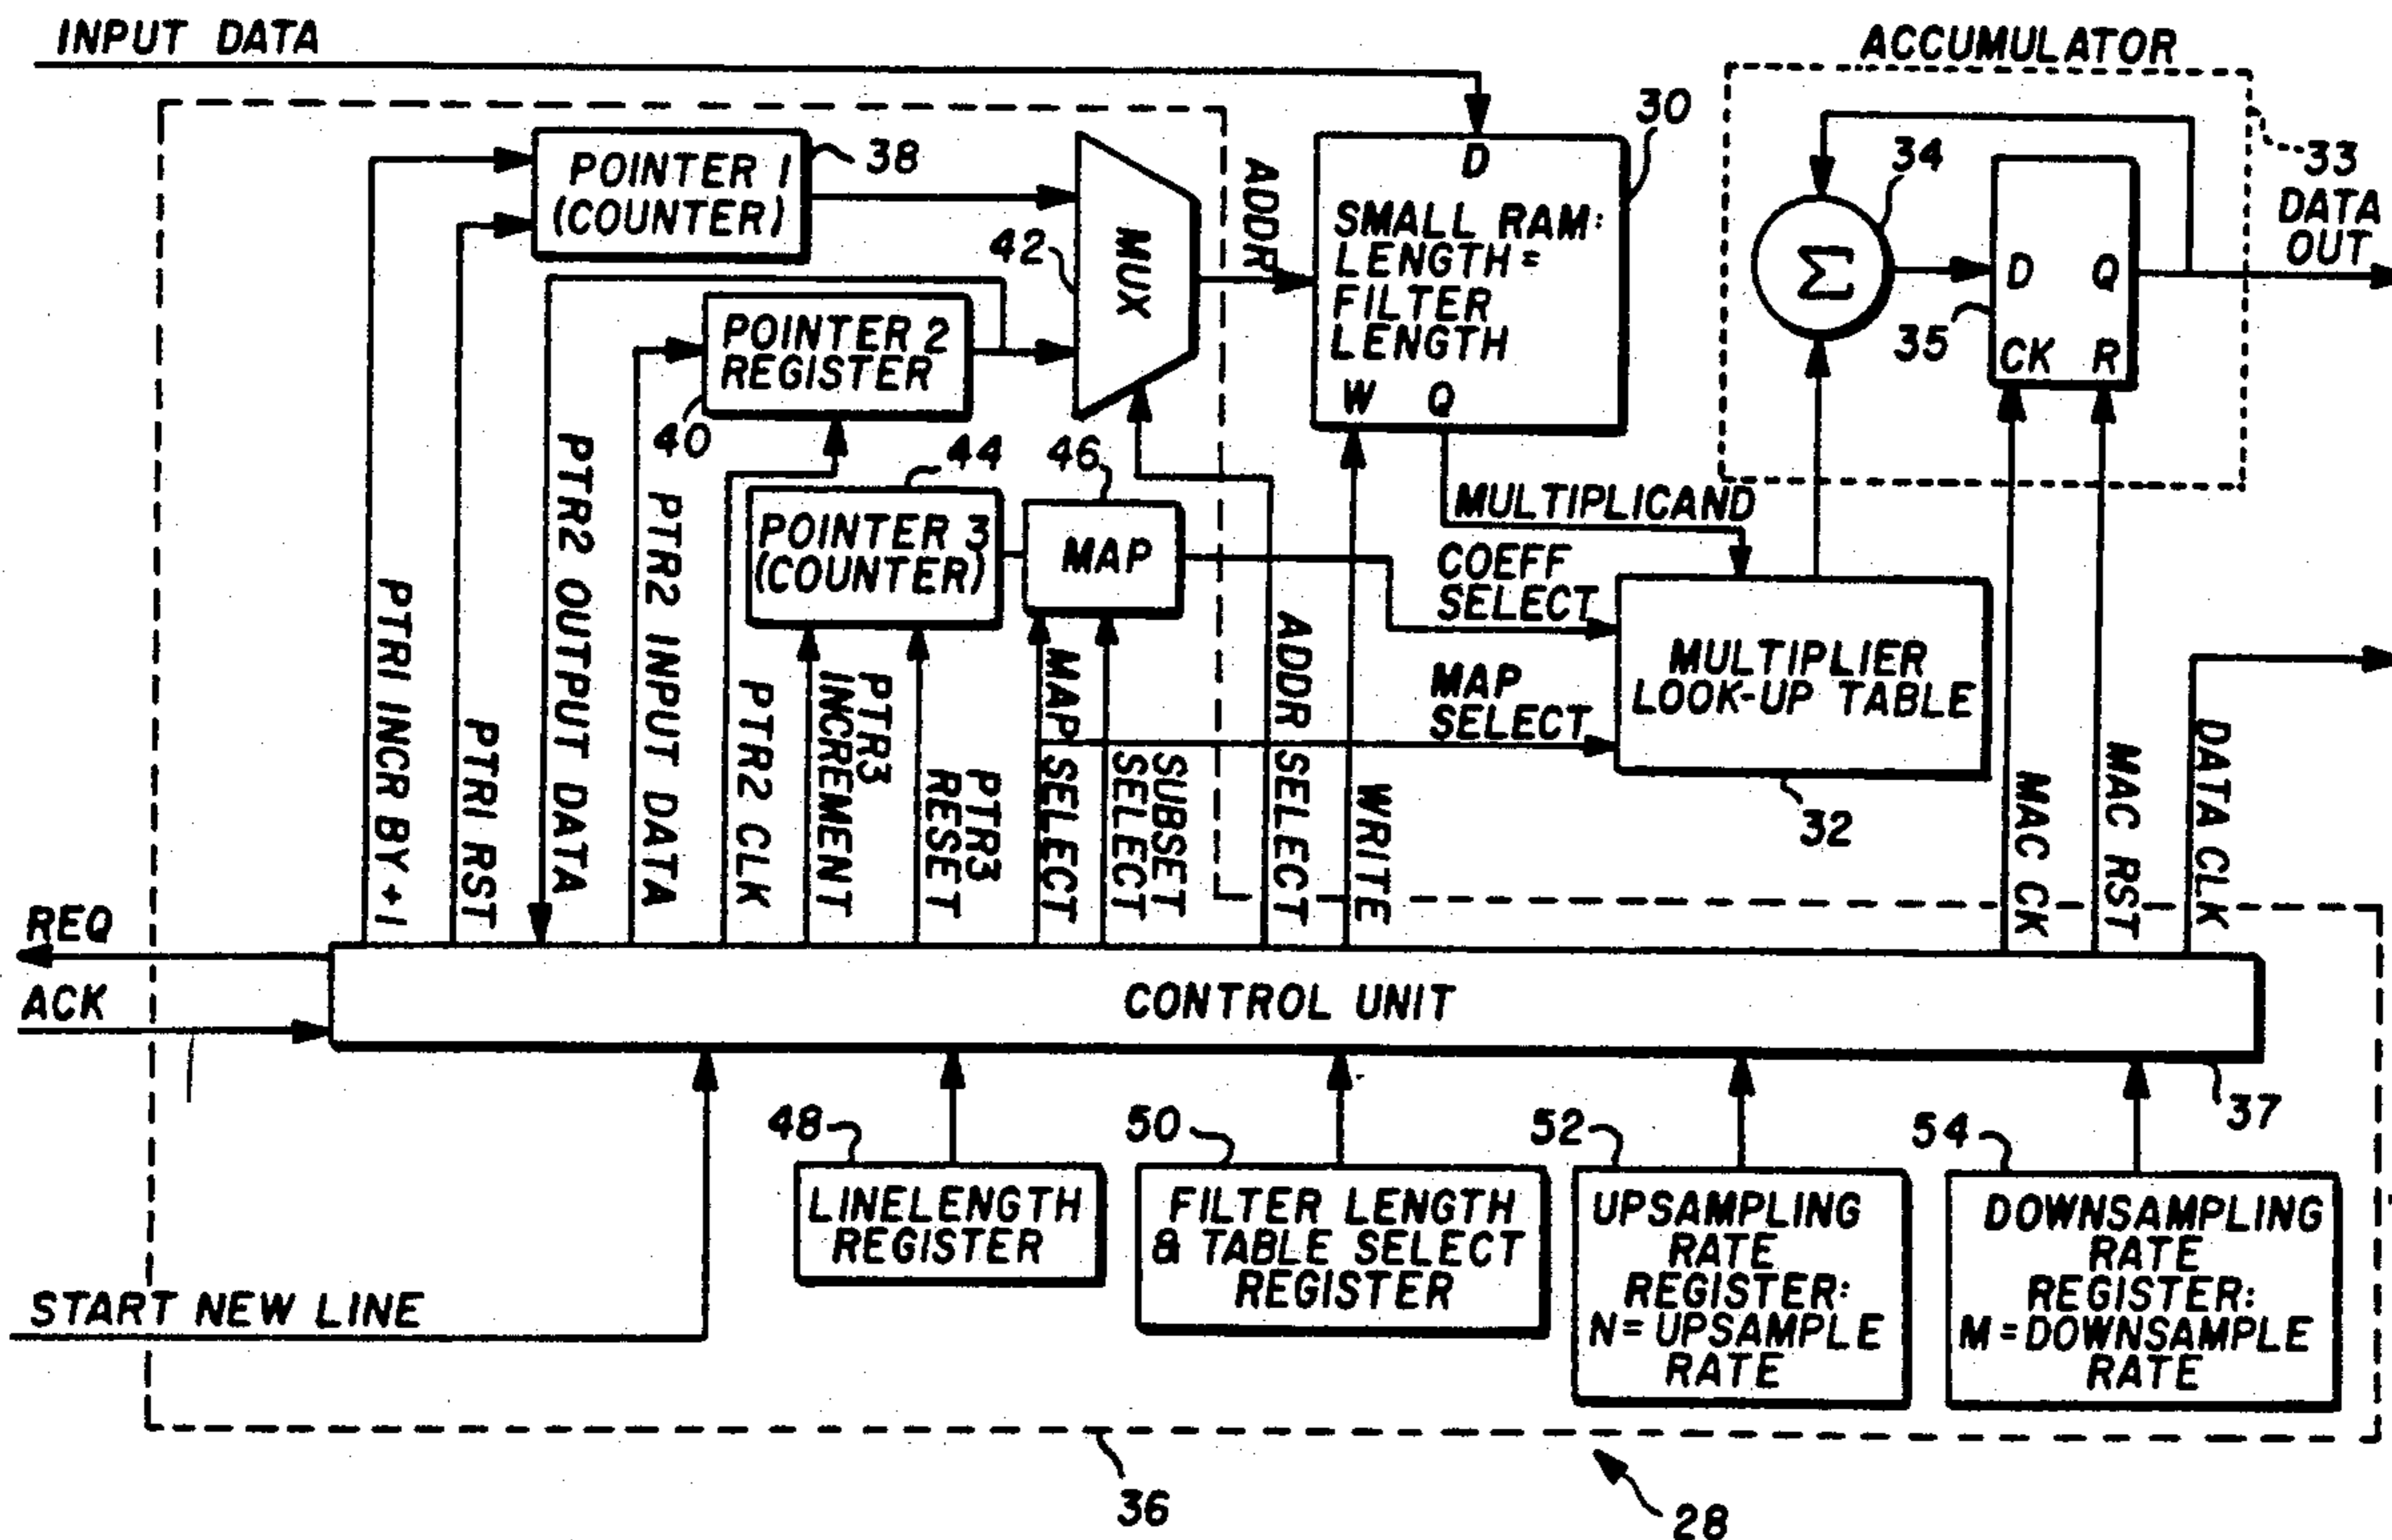 INPUT DATA
ACCUMULATOR
POINTER 1
(COUNTER)
38
MUX
42
ADDR
30
D
SMALL RAM:
LENGTH =
FILTER
LENGTH
W Q
34
Σ
33
DATA
OUT
D Q
CK R
35
POINTER 2
REGISTER
40
44
46
POINTER 3
(COUNTER)
MAP
MULTIPLICAND
COEFF
SELECT
MAP
SELECT
MULTIPLIER
LOOK-UP TABLE
32
PTR1 INCR BY +1
PTR1 RST
PTR2 OUTPUT DATA
PTR2 INPUT DATA
PTR2 CLK
PTR3
INCREMENT
PTR3
RESET
MAP SELECT
SUBSET
SELECT
ADDR SELECT
WRITE
MAC CK
MAC RST
DATA CLK
REQ
ACK
CONTROL UNIT
37
48
LINELENGTH
REGISTER
50
FILTER LENGTH
& TABLE SELECT
REGISTER
52
UPSAMPLING
RATE
REGISTER:
N = UPSAMPLE
RATE
54
DOWNSAMPLING
RATE
REGISTER:
M = DOWNSAMPLE
RATE
START NEW LINE
36
28